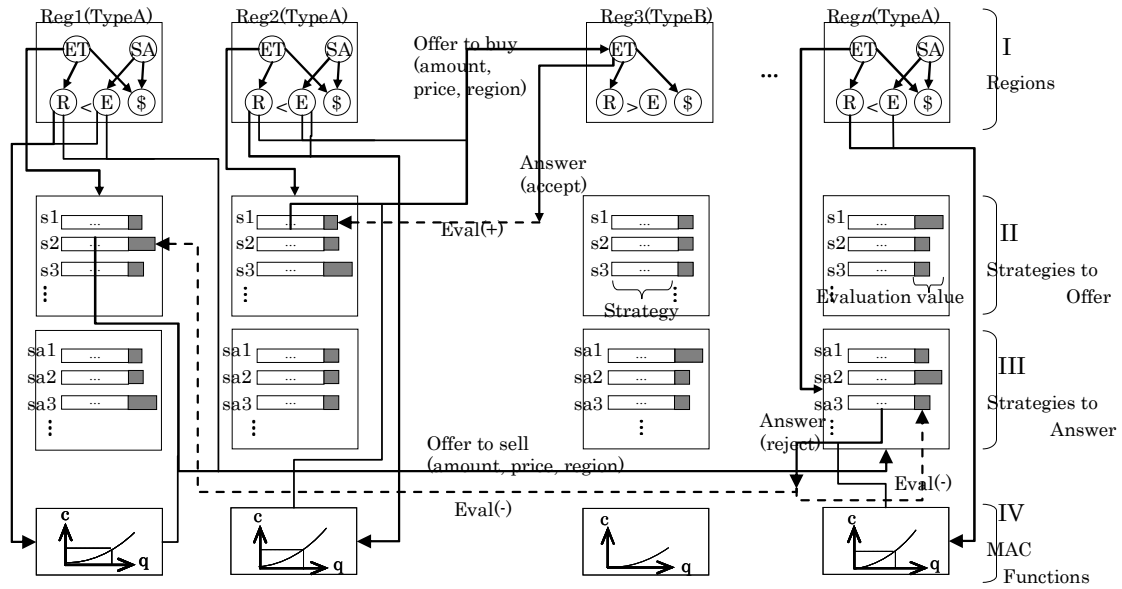 Reg1(TypeA) Reg2(TypeA) Reg3(TypeB) Regn(TypeA)
ET SA ET SA ET ET SA
Offer to buy
(amount,
price, region)
...
I
Regions
R < E $ R < E $ R > E $ R < E $
Answer
(accept)
s1 ... s1 ... s1 ... s1 ...
Eval(+)
II
s2 ... s2 ... s2 ... s2 ...
s3 ... s3 ... s3 ... s3 ...
Strategies to
Offer
Evaluation value
Strategy
sa1 ... sa1 ... sa1 ... sa1 ...
III
sa2 ... sa2 ... sa2 ... sa2 ...
sa3 ... sa3 ... sa3 ... sa3 ...
Strategies to
Answer
Answer
(reject)
Offer to sell
(amount, price, region)
Eval(-)
Eval(-)
IV
c c c c
MAC
Functions
q q q q